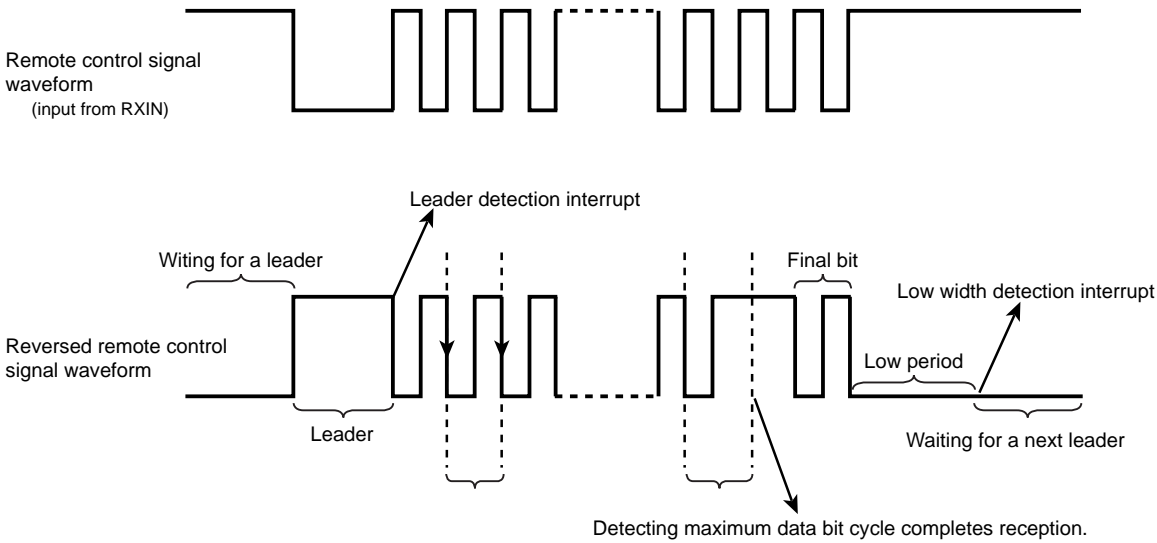 Remote control signal
waveform
(input from RXIN)
Leader detection interrupt
Witing for a leader
Final bit
Low width detection interrupt
Reversed remote control
signal waveform
Low period
Leader
Waiting for a next leader
Detecting maximum data bit cycle completes reception.